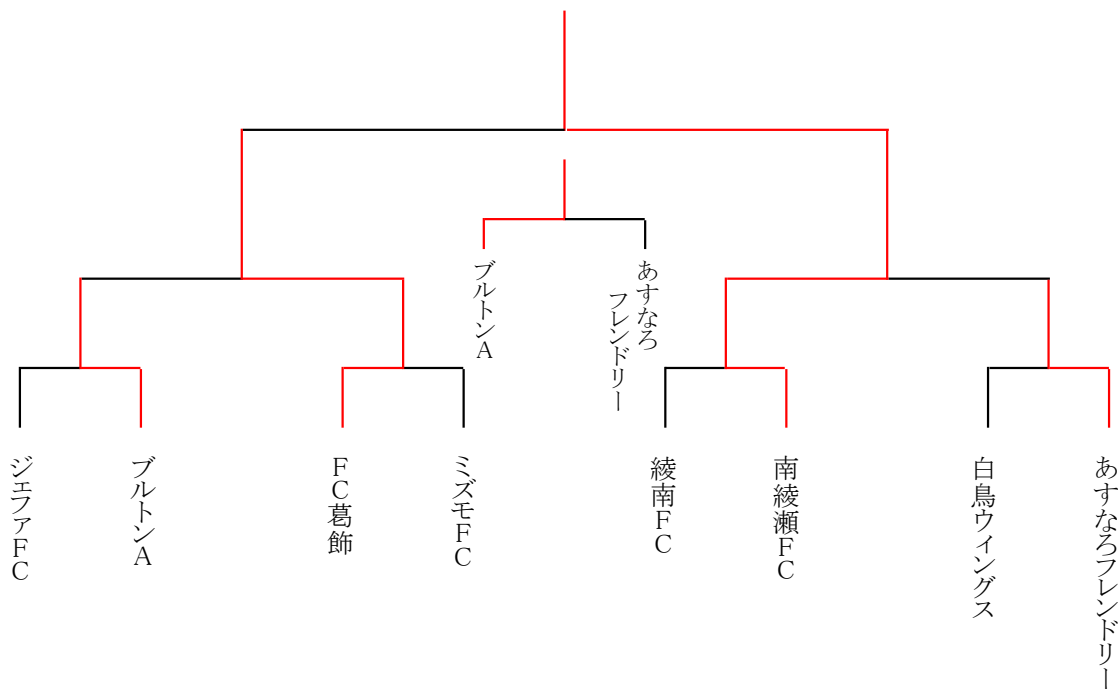 ブルトンA
あすなろ
フレンドリー
ジェファFC
ブルトンA
FC葛飾
ミズモFC
綾南FC
南綾瀬FC
白鳥ウィングス
あすなろフレンドリー